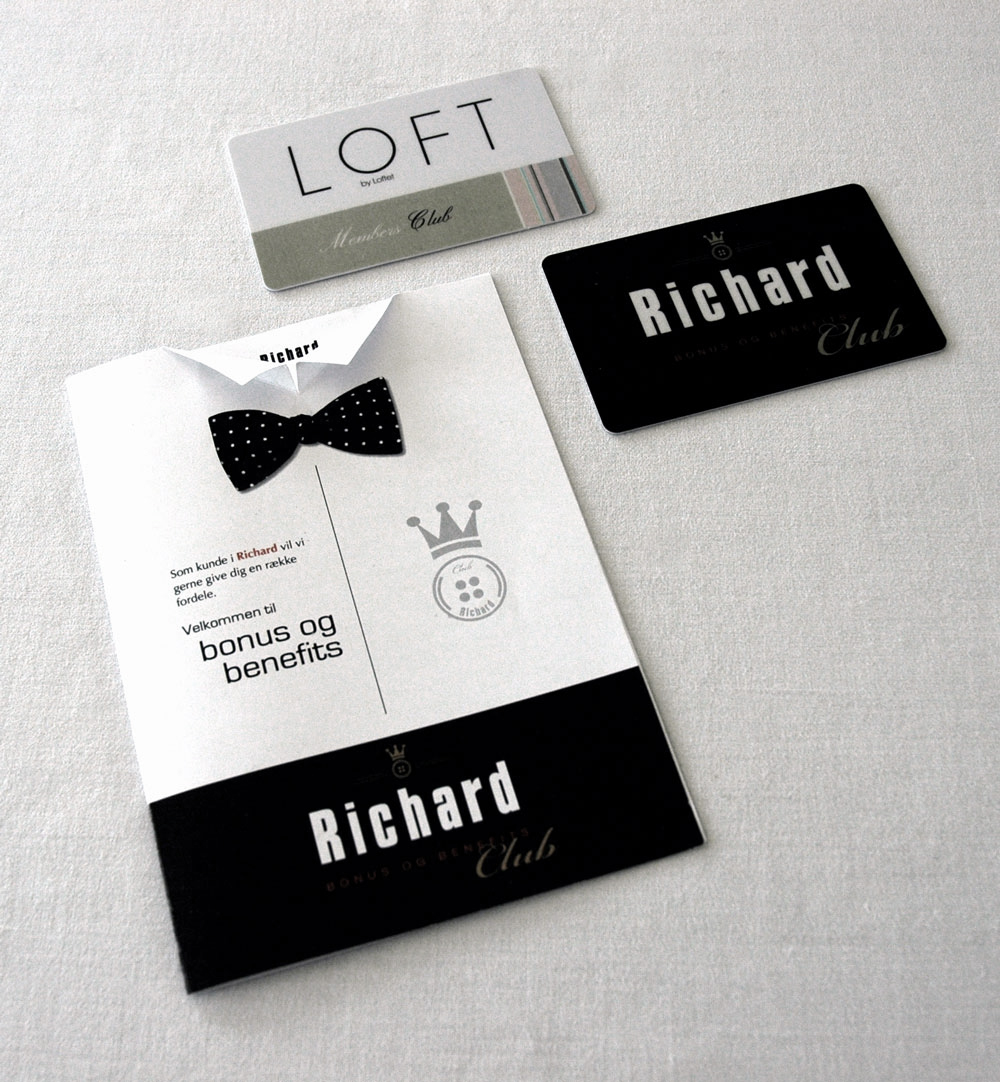 LOFT
by Loftet
Members' Club
Richard
BONUS OG BENEFITS
Club
Richard
Som kunde i Richard vil vi
gerne give dig en række
fordele.
Velkommen til
bonus og
benefits
Club
Richard
Richard
BONUS OG BENEFITS
Club